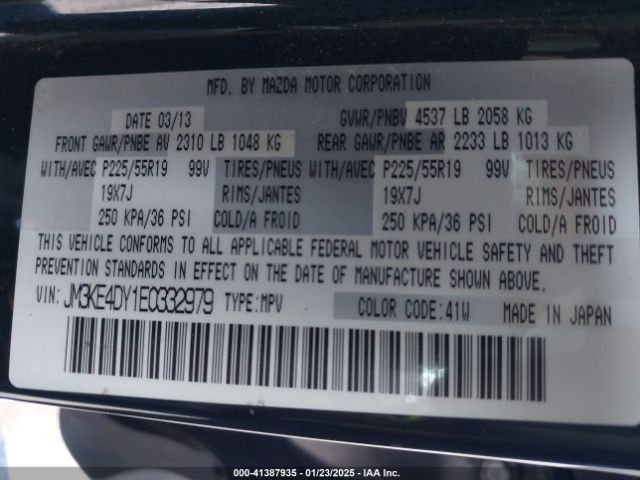 MFD. BY MAZDA MOTOR CORPORATION
DATE 03/13 GVWR/PNBV 4537 LB 2058 KG
FRONT GAWR/PNBE AV 2310 LB 1048 KG REAR GAWR/PNBE AR 2233 LB 1013 KG
WITH/AVEC P225/55R19 99V TIRES/PNEUS WITH/AVEC P225/55R19 99V TIRES/PNEUS
19X7J RIMS/JANTES 19X7J RIMS/JANTES
250 KPA/36 PSI COLD/A FROID 250 KPA/36 PSI COLD/A FROID
THIS VEHICLE CONFORMS TO ALL APPLICABLE FEDERAL MOTOR VEHICLE SAFETY AND THEFT
PREVENTION STANDARDS IN EFFECT ON THE DATE OF MANUFACTURE SHOWN ABOVE.
VIN: JM3KE4DY1E0332979 TYPE:MPV COLOR CODE:41W MADE IN JAPAN
000-41387935 - 01/23/2025 - IAA Inc.